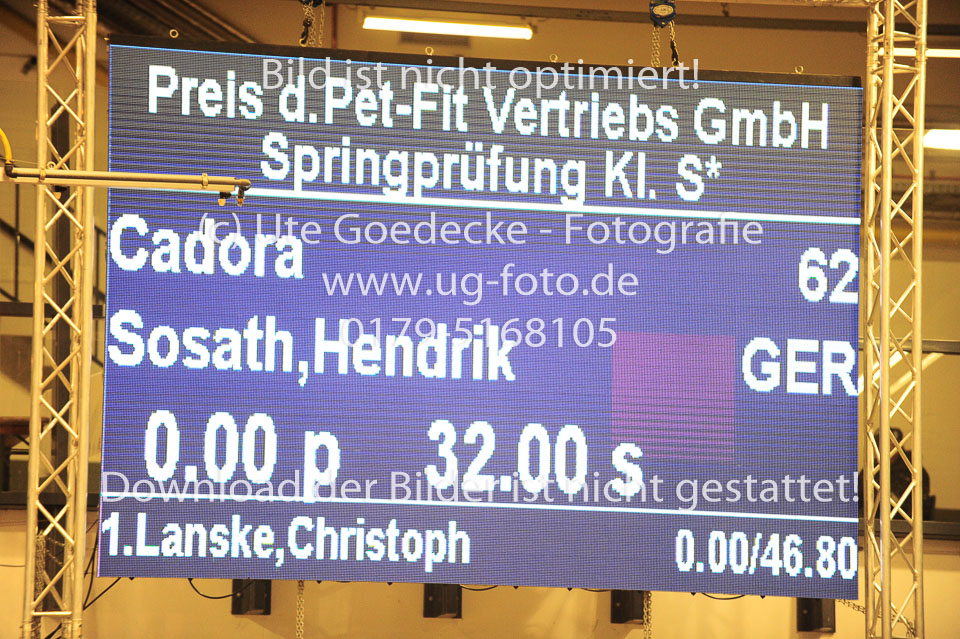 Bild ist nicht optimiert!
Preis d.Pet-Fit Vertriebs GmbH
Springprüfung Kl. S*
(c) Ute Goedecke - Fotografie
Cadora 62
www.ug-foto.de
0179-5168105
Sosath,Hendrik GER
0.00 p 32.00 s
Download der Bilder ist nicht gestattet!
1.Lanske,Christoph 0.00/46.80